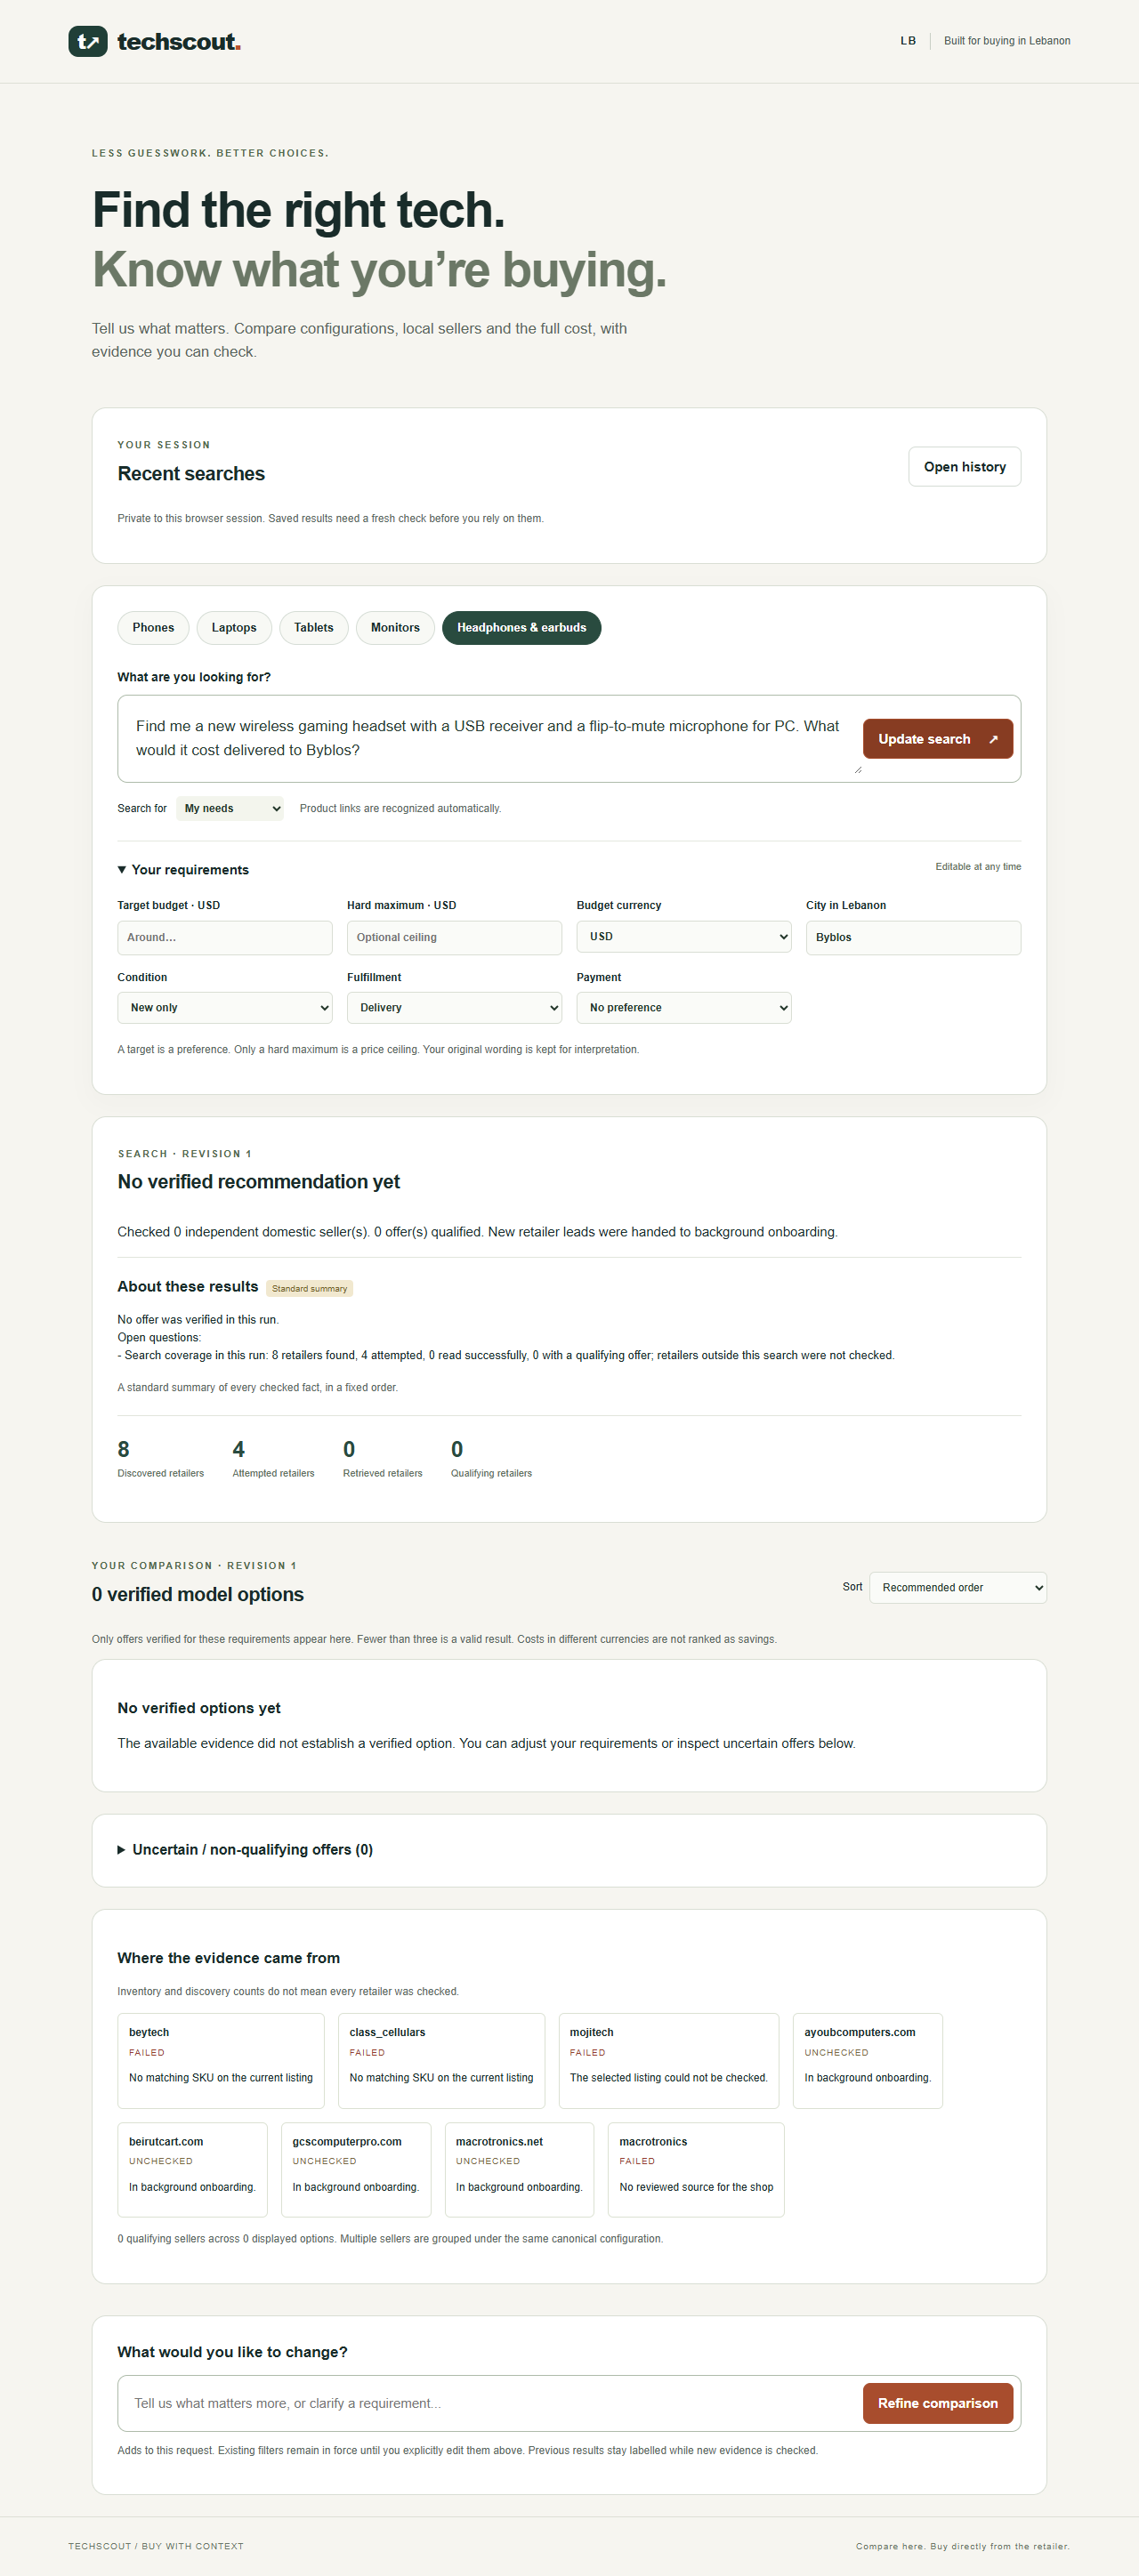 t↗ techscout.
LB
Built for buying in Lebanon
LESS GUESSWORK. BETTER CHOICES.
Find the right tech.
Know what you’re buying.
Tell us what matters. Compare configurations, local sellers and the full cost, with
evidence you can check.
YOUR SESSION
Recent searches
Open history
Private to this browser session. Saved results need a fresh check before you rely on them.
Phones
Laptops
Tablets
Monitors
Headphones & earbuds
What are you looking for?
Find me a new wireless gaming headset with a USB receiver and a flip-to-mute microphone for PC. What
would it cost delivered to Byblos?
Update search ↗
Search for
My needs
Product links are recognized automatically.
▼ Your requirements
Editable at any time
Target budget · USD
Hard maximum · USD
Budget currency
City in Lebanon
Around...
Optional ceiling
USD
Byblos
Condition
Fulfillment
Payment
New only
Delivery
No preference
A target is a preference. Only a hard maximum is a price ceiling. Your original wording is kept for interpretation.
SEARCH · REVISION 1
No verified recommendation yet
Checked 0 independent domestic seller(s). 0 offer(s) qualified. New retailer leads were handed to background onboarding.
About these results
Standard summary
No offer was verified in this run.
Open questions:
- Search coverage in this run: 8 retailers found, 4 attempted, 0 read successfully, 0 with a qualifying offer; retailers outside this search were not checked.
A standard summary of every checked fact, in a fixed order.
8
4
0
0
Discovered retailers
Attempted retailers
Retrieved retailers
Qualifying retailers
YOUR COMPARISON · REVISION 1
0 verified model options
Sort
Recommended order
Only offers verified for these requirements appear here. Fewer than three is a valid result. Costs in different currencies are not ranked as savings.
No verified options yet
The available evidence did not establish a verified option. You can adjust your requirements or inspect uncertain offers below.
▶ Uncertain / non-qualifying offers (0)
Where the evidence came from
Inventory and discovery counts do not mean every retailer was checked.
beytech
FAILED
No matching SKU on the current listing
class_cellulars
FAILED
No matching SKU on the current listing
mojitech
FAILED
The selected listing could not be checked.
ayoubcomputers.com
UNCHECKED
In background onboarding.
beirutcart.com
UNCHECKED
In background onboarding.
gcscomputerpro.com
UNCHECKED
In background onboarding.
macrotronics.net
UNCHECKED
In background onboarding.
macrotronics
FAILED
No reviewed source for the shop
0 qualifying sellers across 0 displayed options. Multiple sellers are grouped under the same canonical configuration.
What would you like to change?
Tell us what matters more, or clarify a requirement...
Refine comparison
Adds to this request. Existing filters remain in force until you explicitly edit them above. Previous results stay labelled while new evidence is checked.
TECHSCOUT / BUY WITH CONTEXT
Compare here. Buy directly from the retailer.